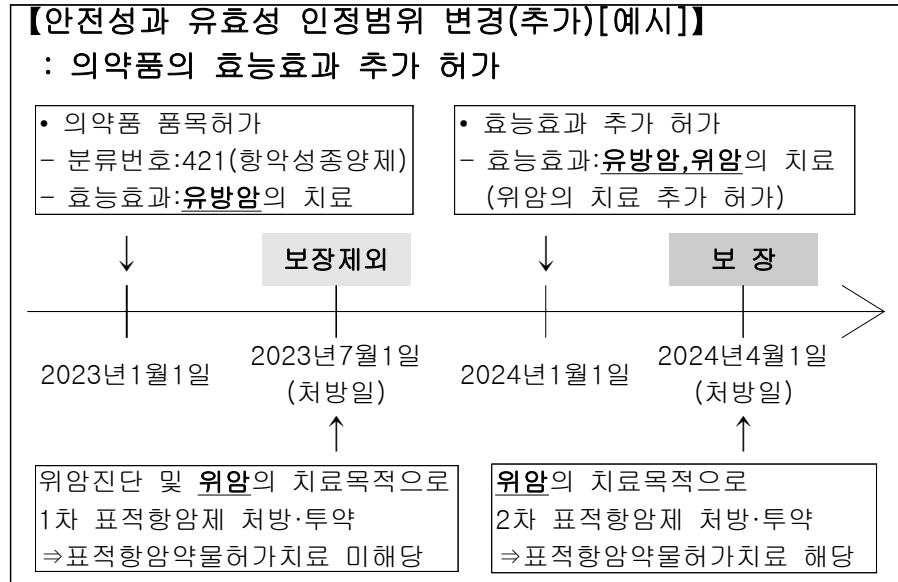 【안전성과 유효성 인정범위 변경(추가)[예시]】
: 의약품의 효능효과 추가 허가
• 의약품 품목허가
- 분류번호:421(항악성종양제)
- 효능효과:유방암의 치료
• 효능효과 추가 허가
- 효능효과:유방암,위암의 치료
(위암의 치료 추가 허가)
보장제외
보 장
2023년1월1일
2023년7월1일
(처방일)
2024년1월1일
2024년4월1일
(처방일)
위암진단 및 위암의 치료목적으로
1차 표적항암제 처방·투약
⇒표적항암약물허가치료 미해당
위암의 치료목적으로
2차 표적항암제 처방·투약
⇒표적항암약물허가치료 해당